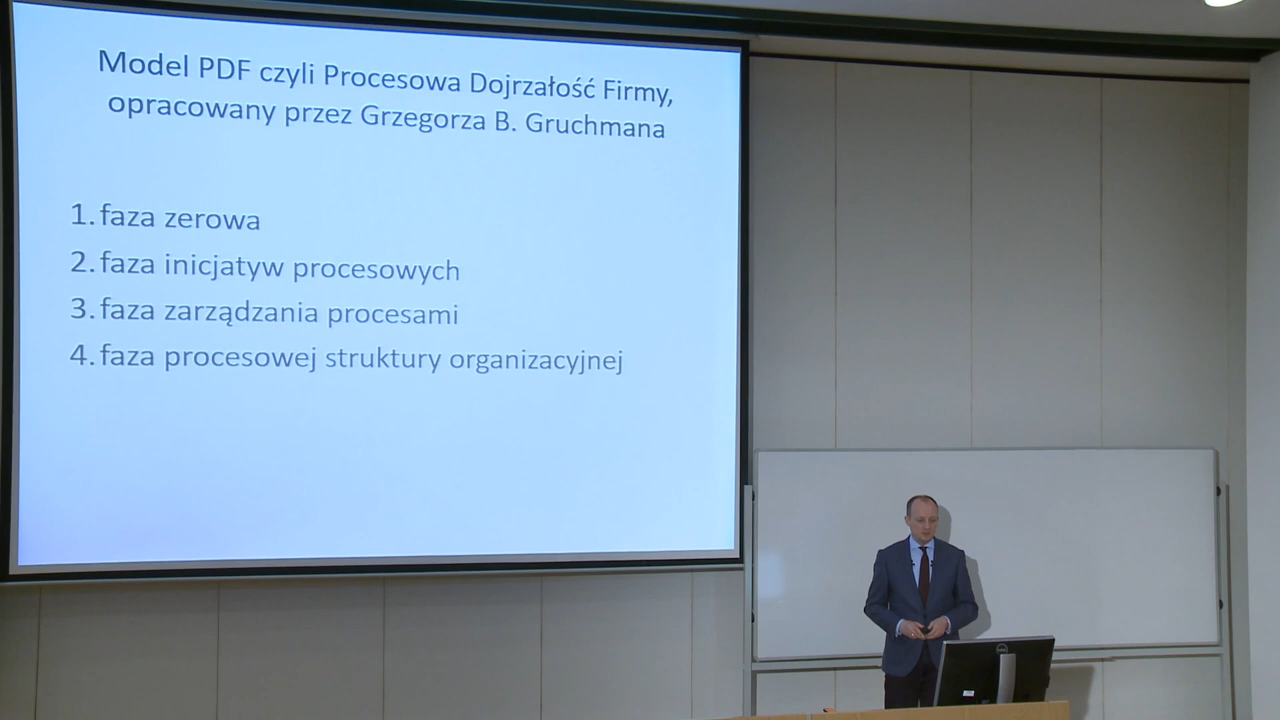 Model PDF czyli Procesowa Dojrzałość Firmy,
opracowany przez Grzegorza B. Gruchmana
1. faza zerowa
2. faza inicjatyw procesowych
3. faza zarządzania procesami
4. faza procesowej struktury organizacyjnej